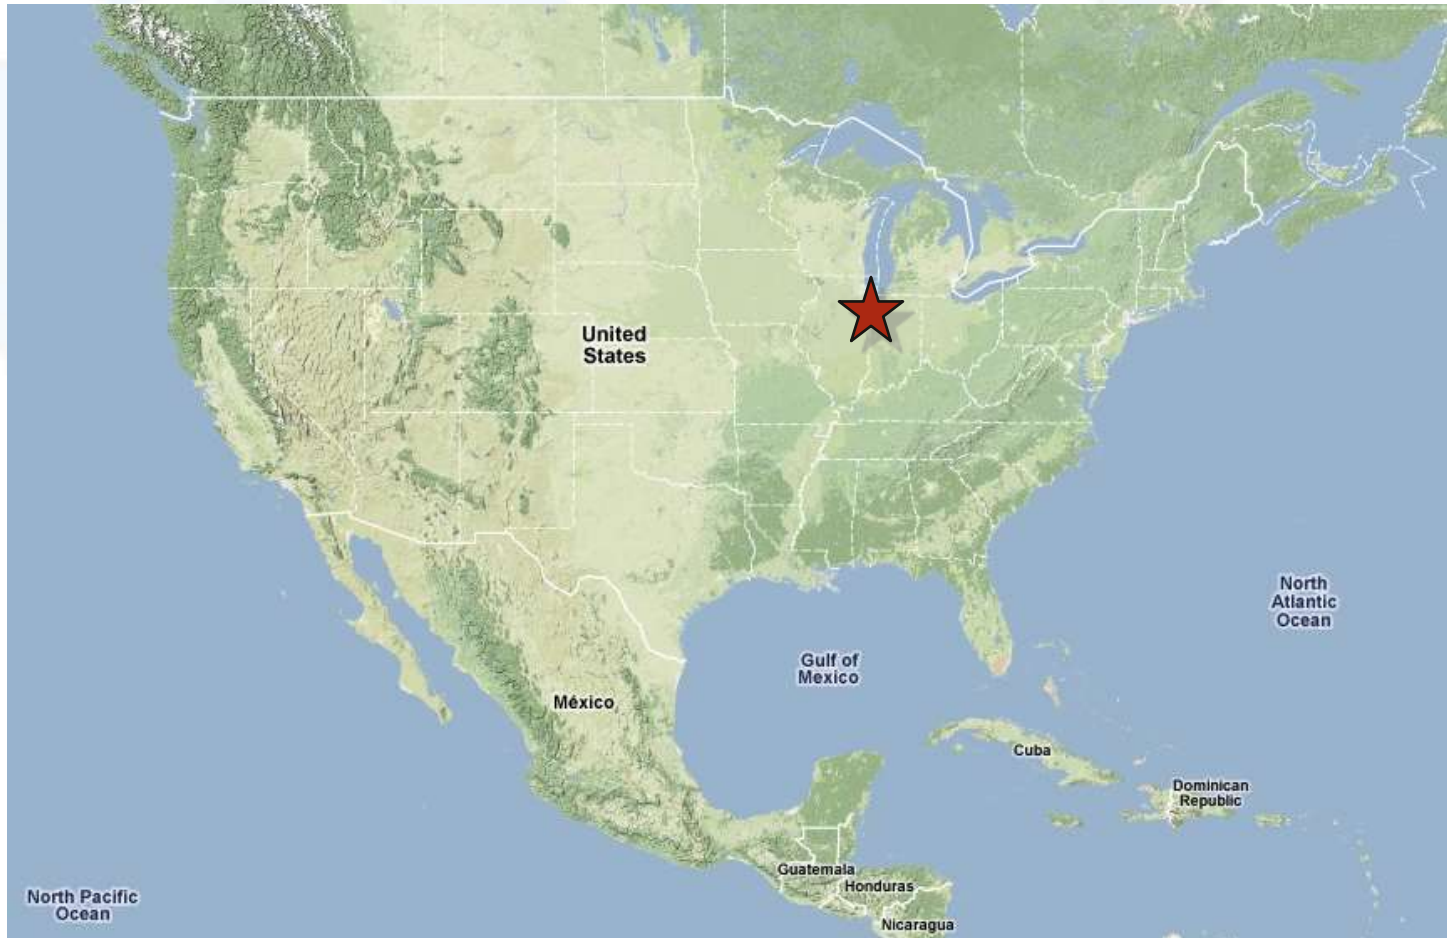 United
States
North
Atlantic
Ocean
Gulf of
Mexico
México
Cuba
Dominican
Republic
Guatemala
Honduras
Nicaragua
North Pacific
Ocean